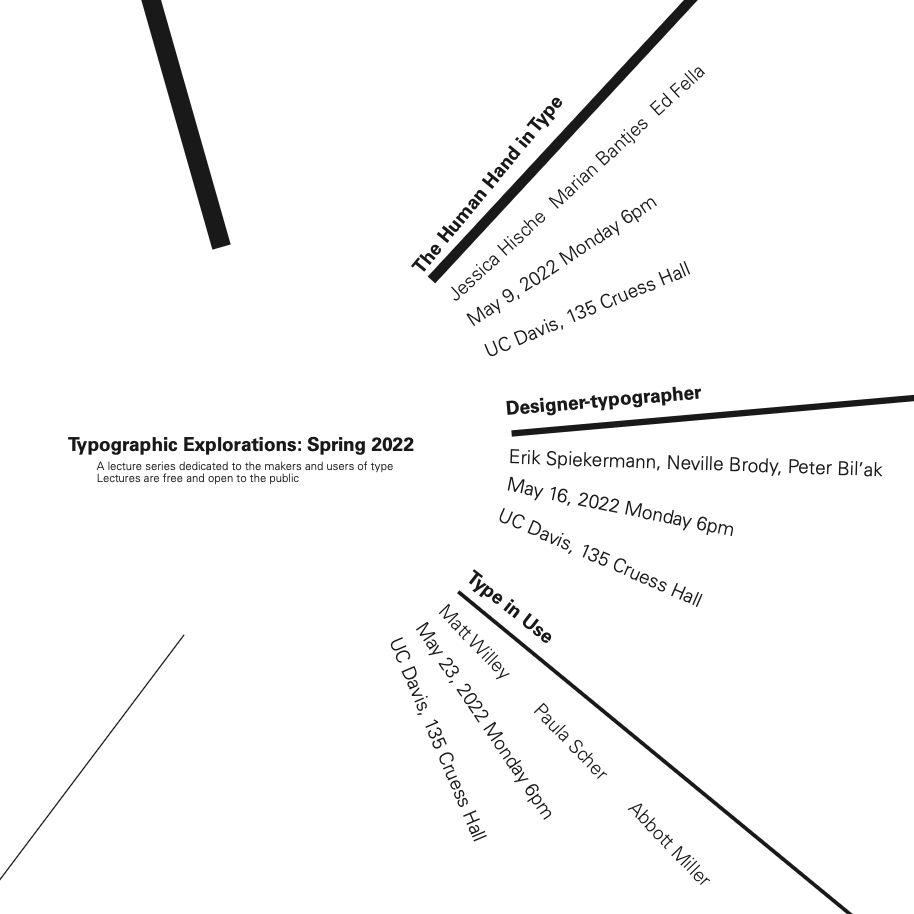 The Human Hand in Type
Jessica Hische Marian Bantjes Ed Fella
May 9, 2022 Monday 6pm
UC Davis, 135 Cruess Hall
Designer-typographer
Erik Spiekermann, Neville Brody, Peter Bil’ak
May 16, 2022 Monday 6pm
UC Davis, 135 Cruess Hall
Typographic Explorations: Spring 2022
A lecture series dedicated to the makers and users of type
Lectures are free and open to the public
Type in Use
Matt Willey Paula Scher Abbott Miller
May 23, 2022 Monday 6pm
UC Davis, 135 Cruess Hall